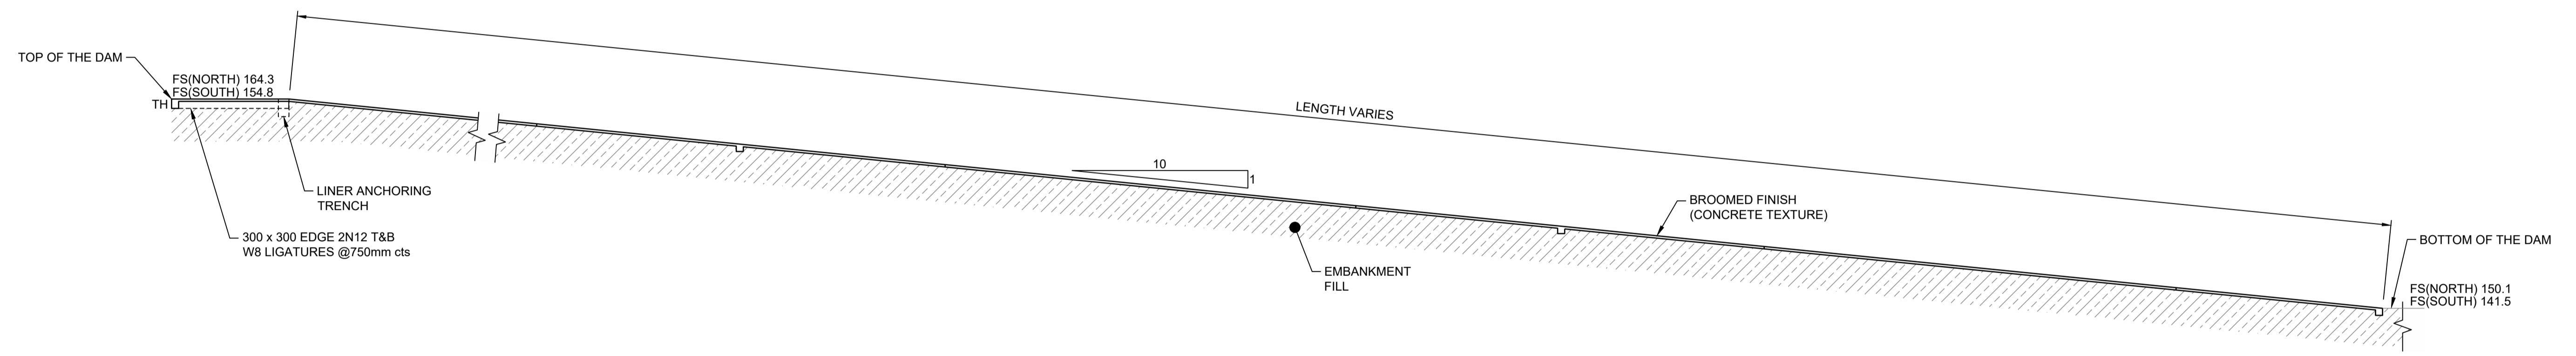 TOP OF THE DAM
FS(NORTH) 164.3
FS(SOUTH) 154.8
TH
LINER ANCHORING
TRENCH
300 x 300 EDGE 2N12 T&B
W8 LIGATURES @750mm cts
LENGTH VARIES
10
1
BROOMED FINISH
(CONCRETE TEXTURE)
EMBANKMENT
FILL
BOTTOM OF THE DAM
FS(NORTH) 150.1
FS(SOUTH) 141.5